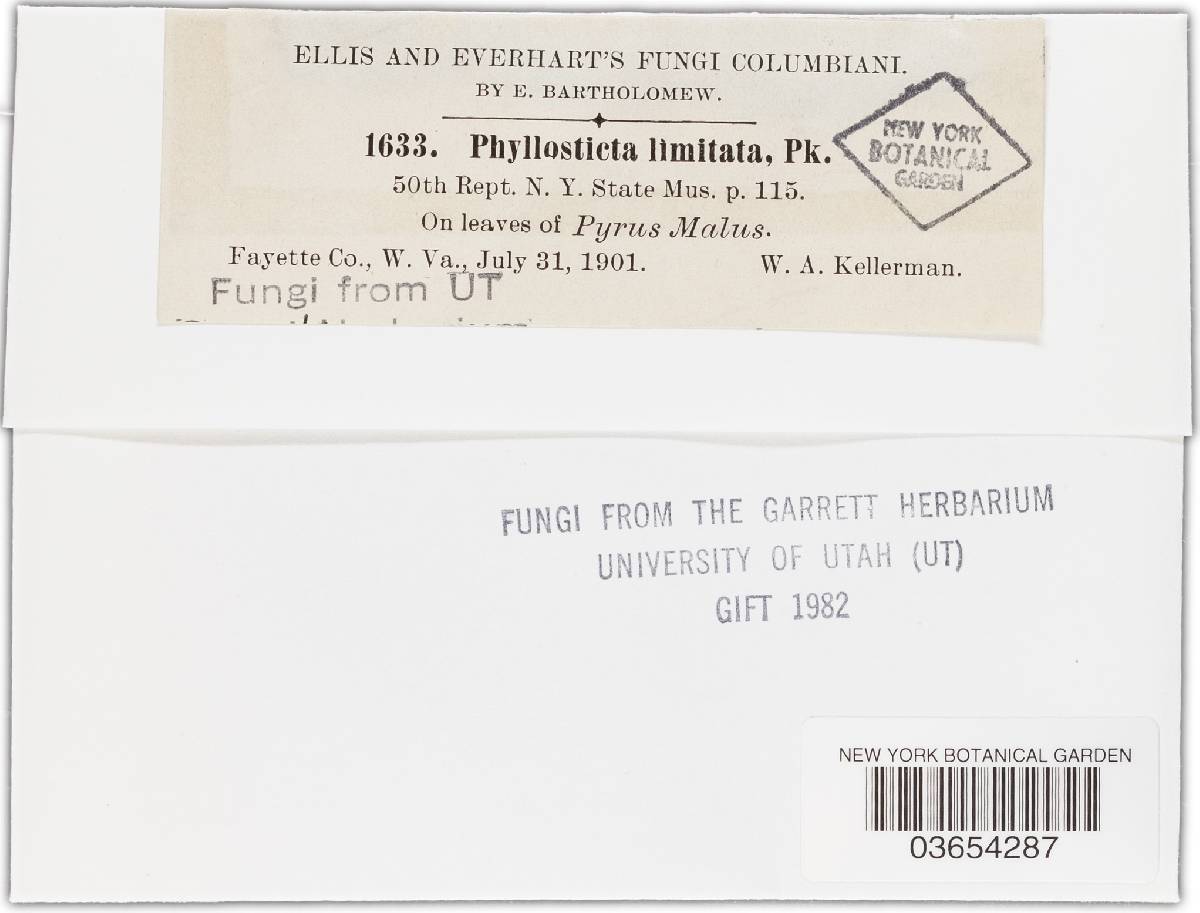 ELLIS AND EVERHART'S FUNGI COLUMBIANI.
BY E. BARTHOLOMEW.
1633. Phyllosticta limitata, Pk.
50th Rept. N. Y. State Mus. p. 115.
On leaves of Pyrus Malus.
Fayette Co., W. Va., July 31, 1901. W. A. Kellerman.
NEW YORK
BOTANICAL
GARDEN
Fungi from UT
FUNGI FROM THE GARRETT HERBARIUM
UNIVERSITY OF UTAH (UT)
GIFT 1982
NEW YORK BOTANICAL GARDEN
03654287